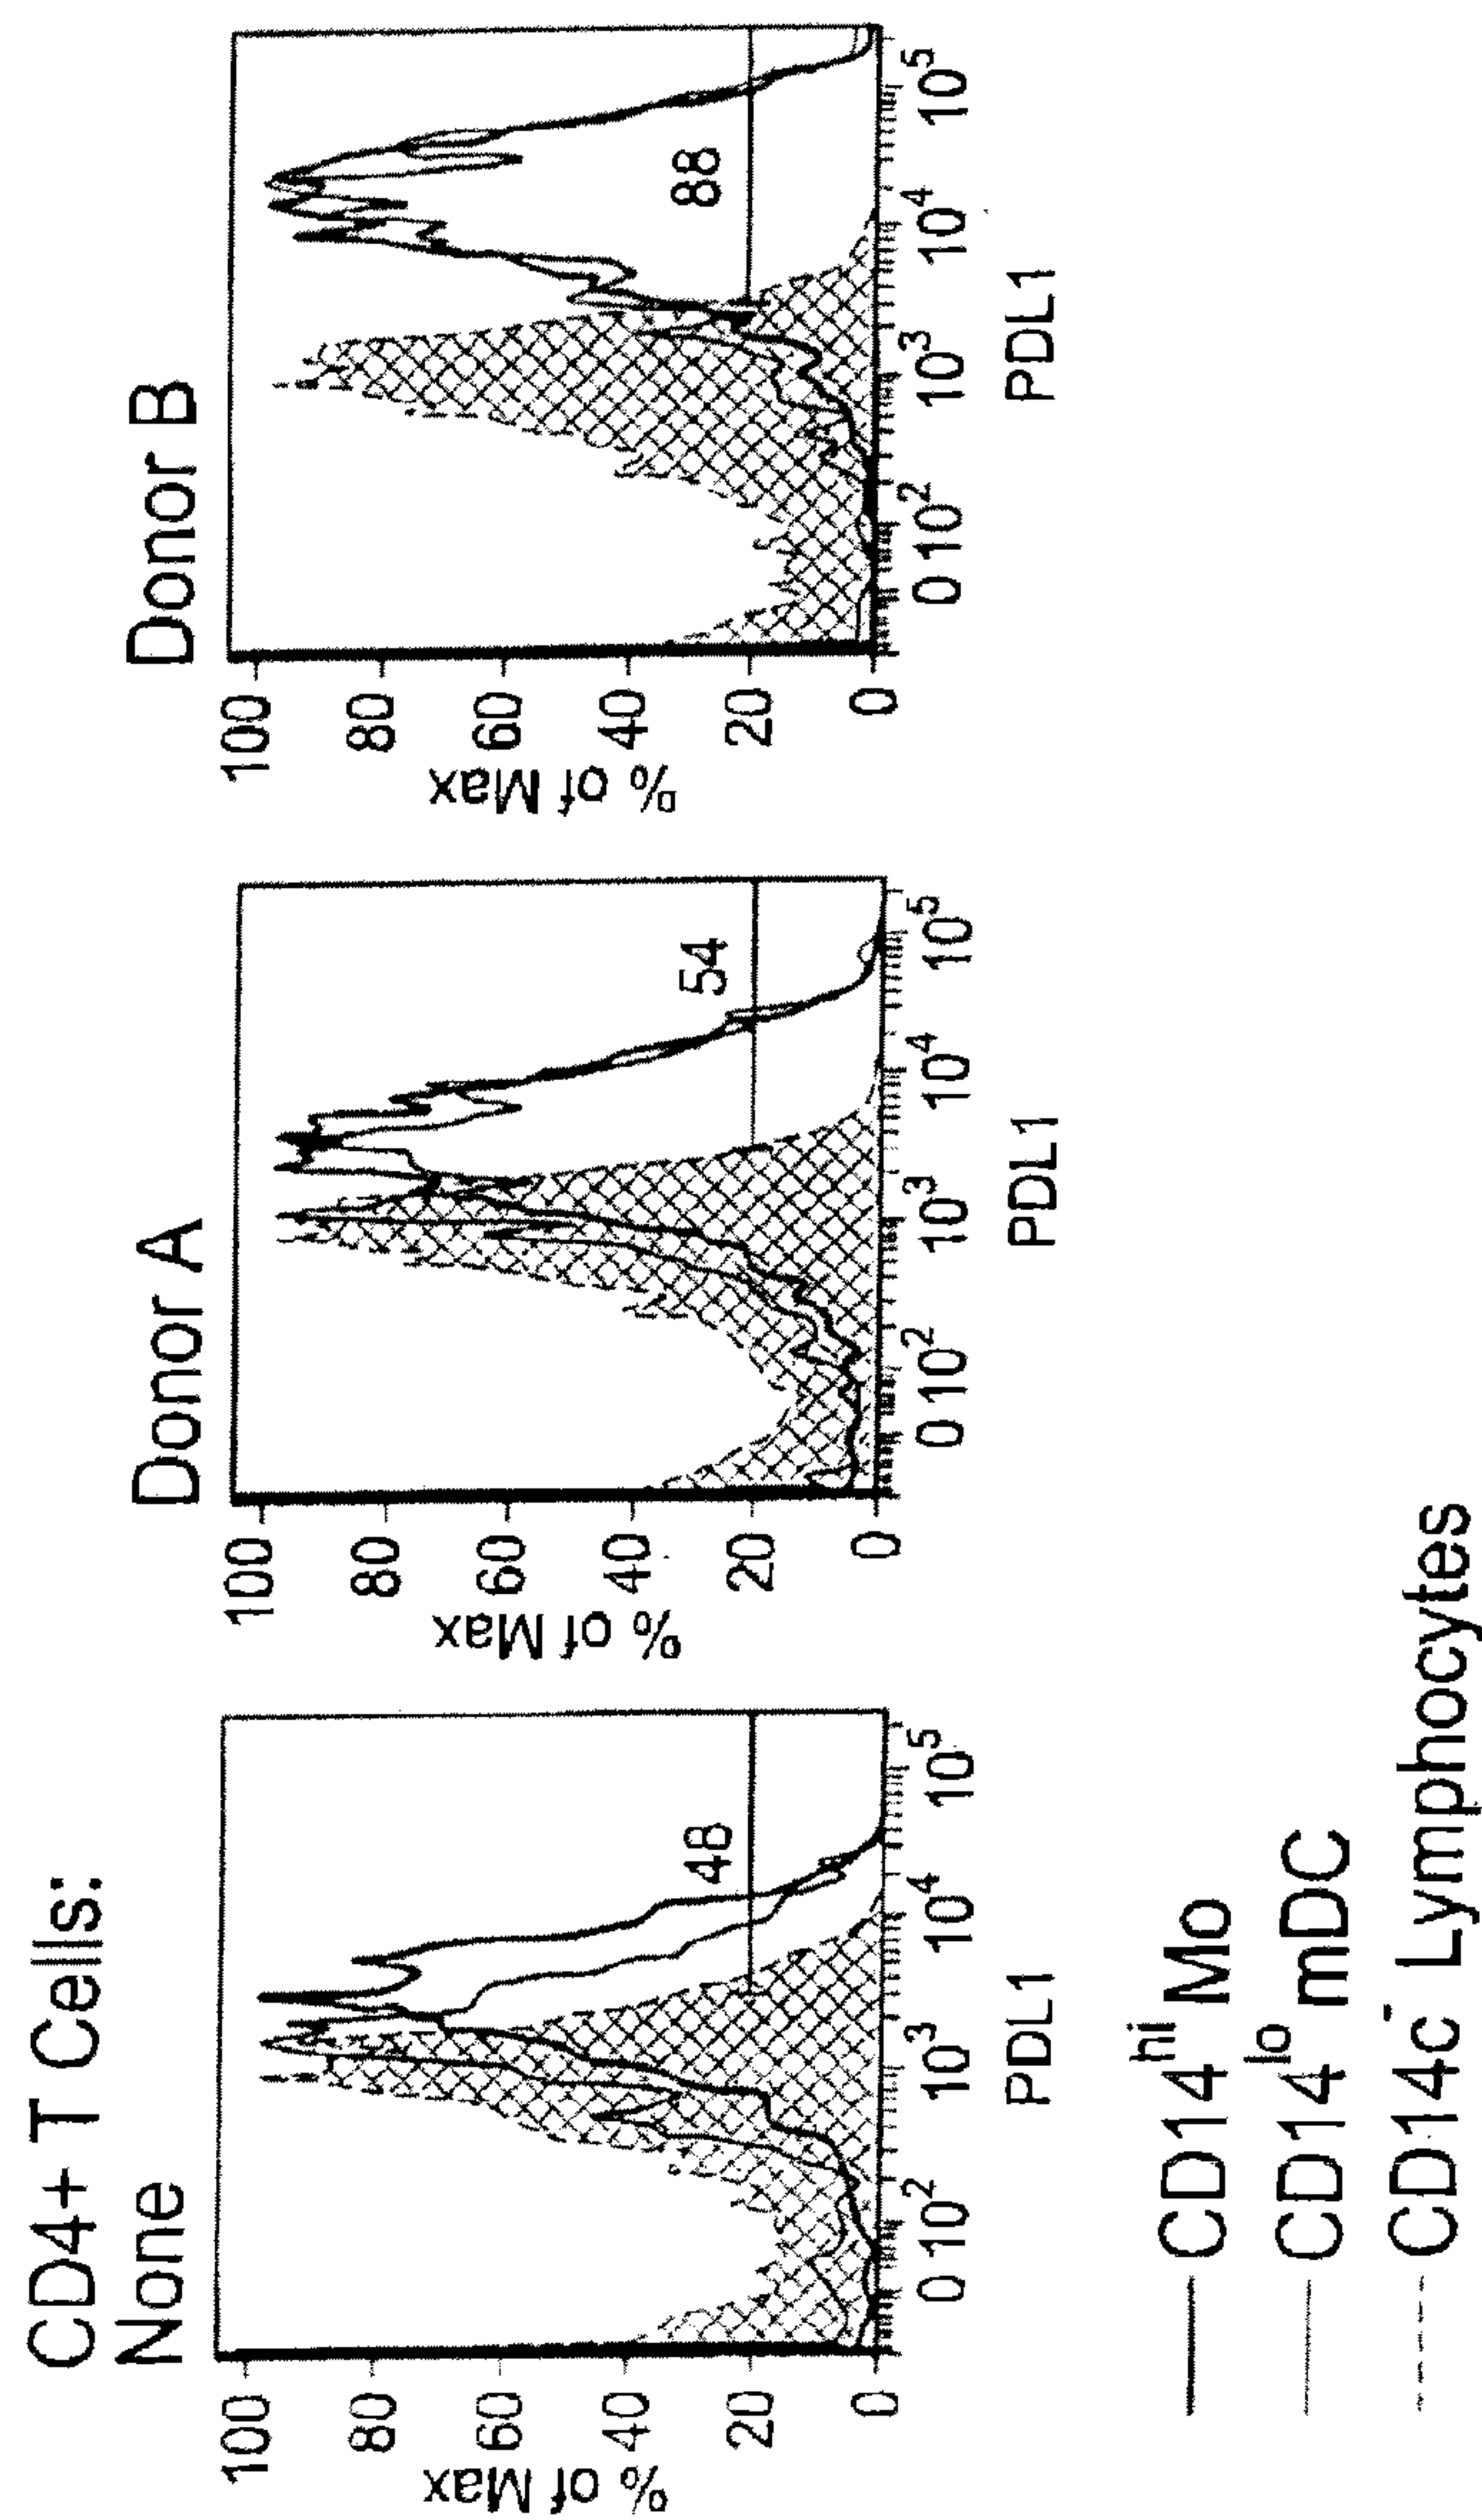 CD4+ T Cells:
None
Donor A
Donor B
% of Max
100
80
60
40
20
0
48
0 10² 10³ 10⁴ 10⁵
PDL1
% of Max
100
80
60
40
20
0
54
0 10² 10³ 10⁴ 10⁵
PDL1
% of Max
100
80
60
40
20
0
88
0 10² 10³ 10⁴ 10⁵
PDL1
CD14ʰⁱ Mo
CD14ˡᵒ mDC
CD14c⁻ Lymphocytes